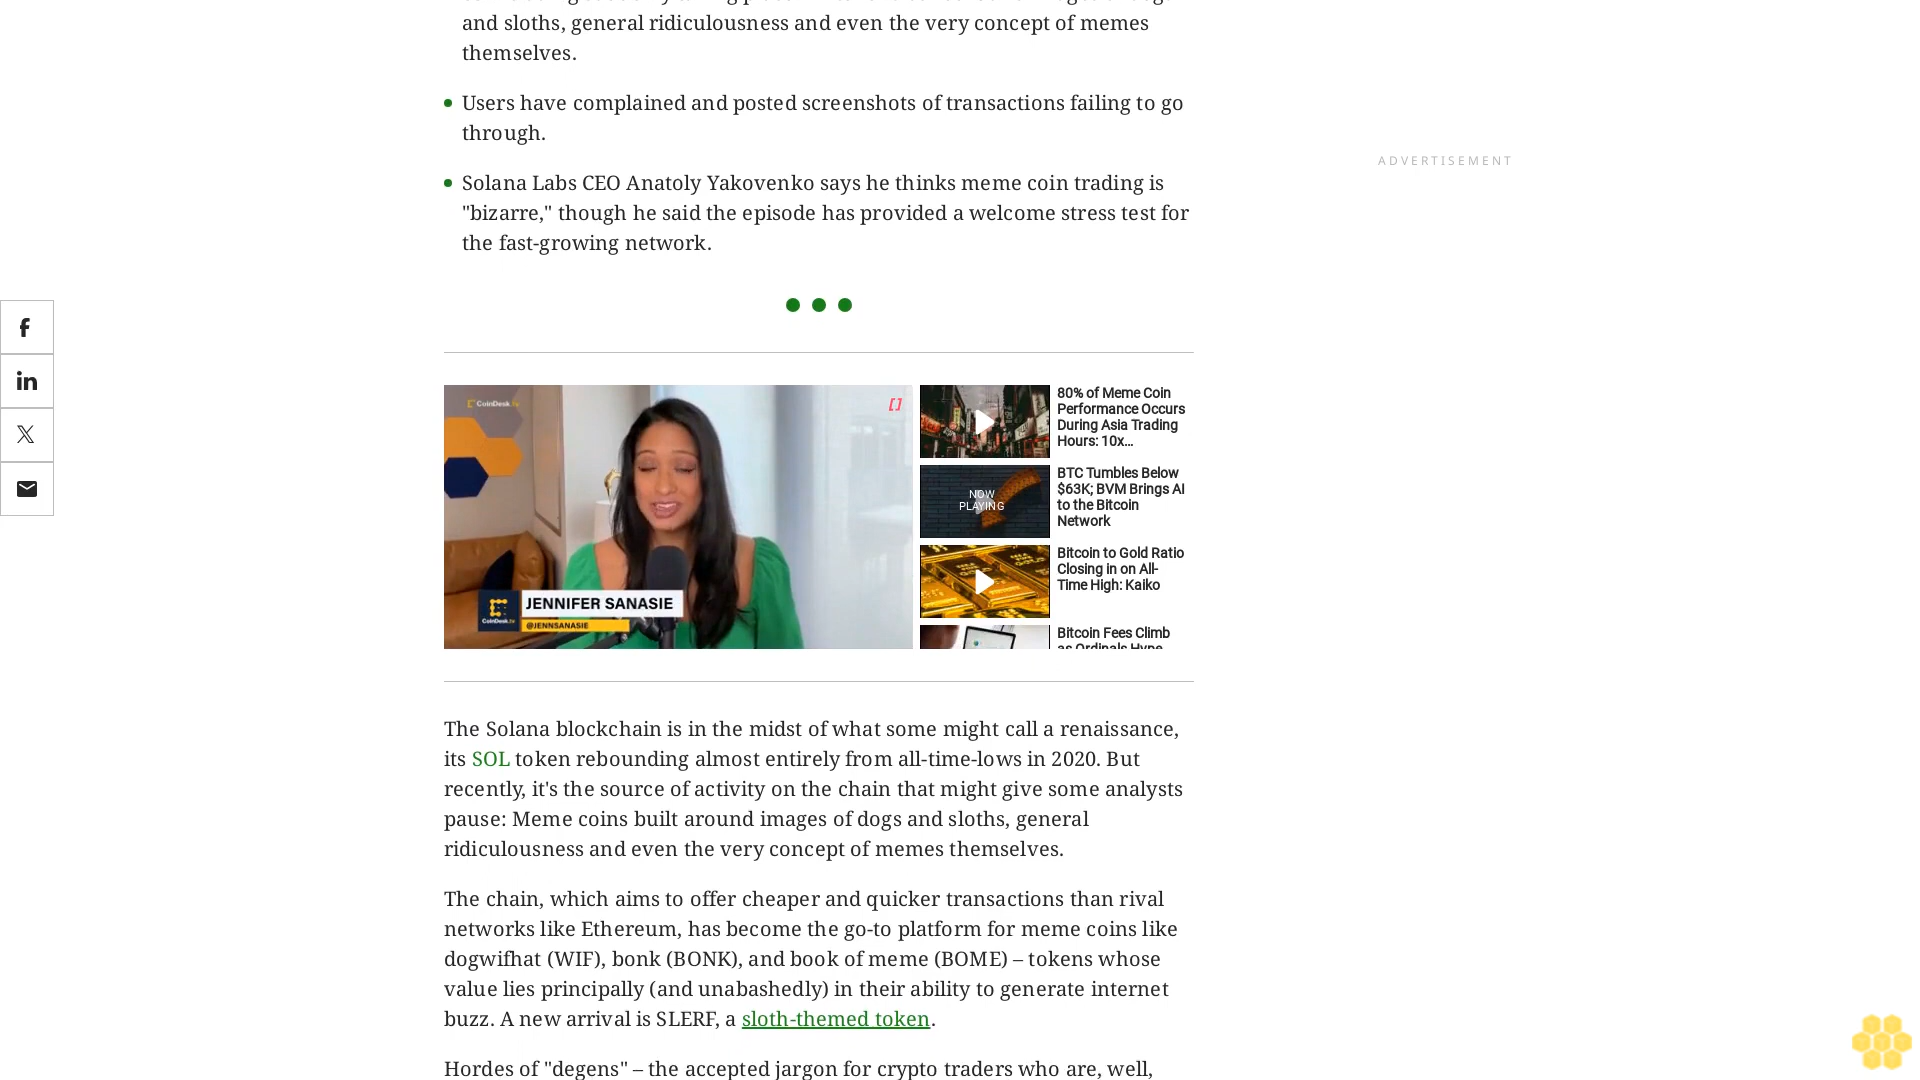 and sloths, general ridiculousness and even the very concept of memes
themselves.
Users have complained and posted screenshots of transactions failing to go
through.
Solana Labs CEO Anatoly Yakovenko says he thinks meme coin trading is
"bizarre," though he said the episode has provided a welcome stress test for
the fast-growing network.
ADVERTISEMENT
CoinDesk.tv
JENNIFER SANASIE
CoinDesk.tv
@JENNSANASIE
80% of Meme Coin
Performance Occurs
During Asia Trading
Hours: 10x...
NOW
PLAYING
BTC Tumbles Below
$63K; BVM Brings AI
to the Bitcoin
Network
Bitcoin to Gold Ratio
Closing in on All-
Time High: Kaiko
Bitcoin Fees Climb
as Ordinals Hype
The Solana blockchain is in the midst of what some might call a renaissance,
its SOL token rebounding almost entirely from all-time-lows in 2020. But
recently, it's the source of activity on the chain that might give some analysts
pause: Meme coins built around images of dogs and sloths, general
ridiculousness and even the very concept of memes themselves.
The chain, which aims to offer cheaper and quicker transactions than rival
networks like Ethereum, has become the go-to platform for meme coins like
dogwifhat (WIF), bonk (BONK), and book of meme (BOME) – tokens whose
value lies principally (and unabashedly) in their ability to generate internet
buzz. A new arrival is SLERF, a sloth-themed token.
Hordes of "degens" – the accepted jargon for crypto traders who are, well,